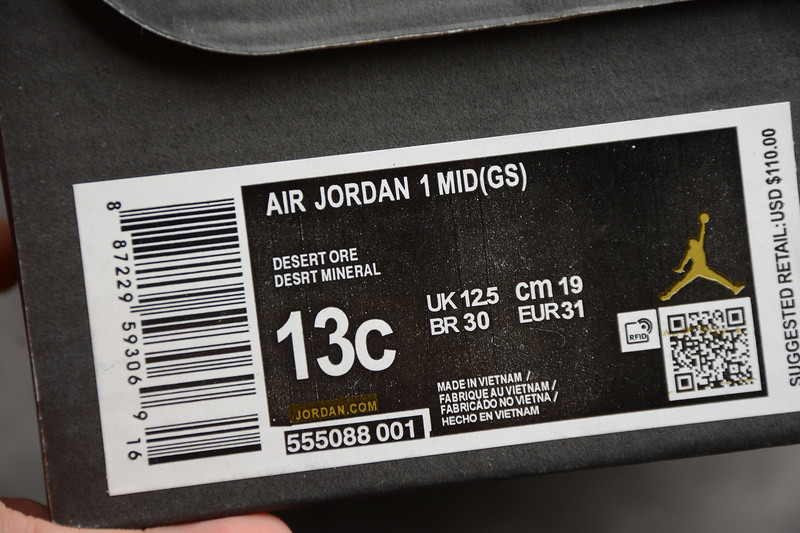 AIR JORDAN 1 MID(GS)
DESERT ORE
DESRT MINERAL
13C
UK 12.5 cm 19
BR 30 EUR 31
RFID
MADE IN VIETNAM /
FABRIQUE AU VIETNAM /
FABRICADO NO VIETNA /
HECHO EN VIETNAM
JORDAN.COM
555088 001
8 87229 59306 9 16
SUGGESTED RETAIL:USD $110.00